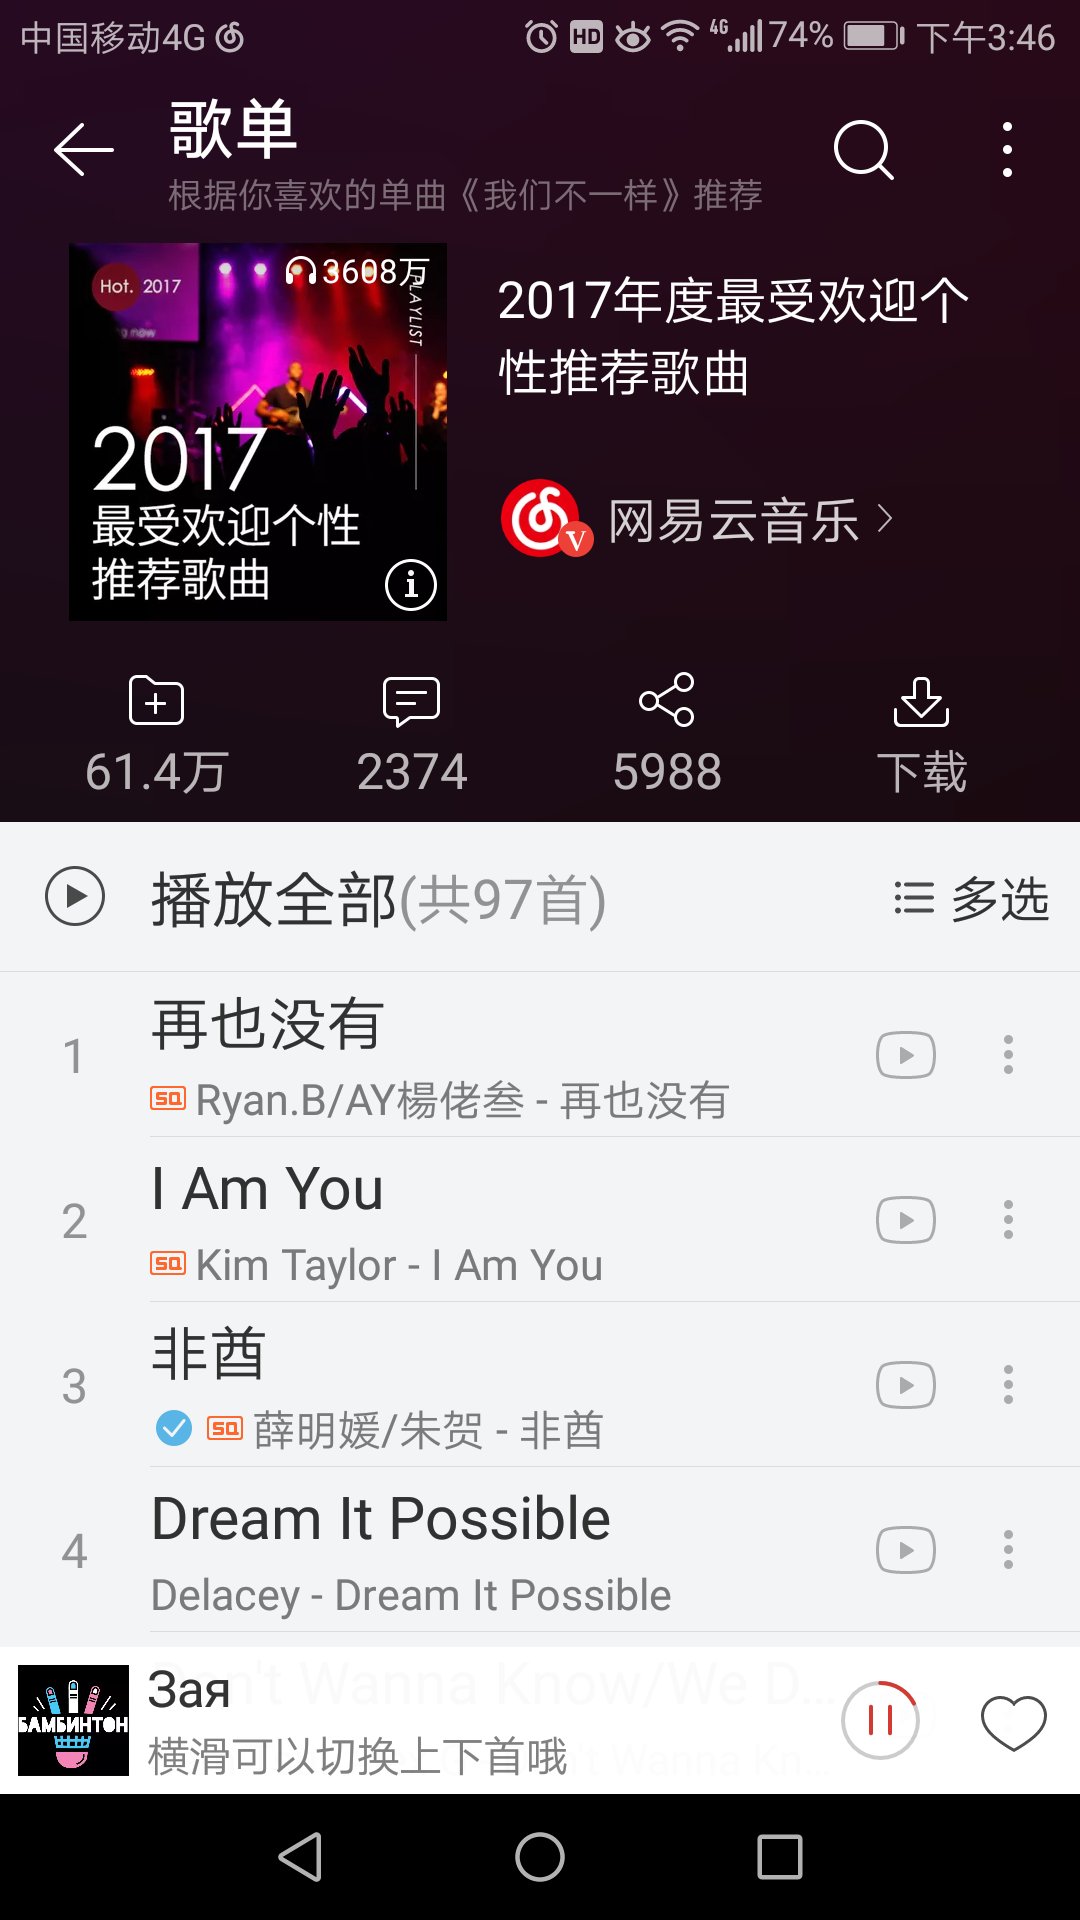 中国移动4G HD 4G 74% 下午3:46
歌单
根据你喜欢的单曲《我们不一样》推荐
3608万
Hot. 2017
PLAYLIST
2017
最受欢迎个性
推荐歌曲
2017年度最受欢迎个
性推荐歌曲
V 网易云音乐
61.4万 2374 5988 下载
播放全部(共97首) 多选
1 再也没有
SQ Ryan.B/AY楊佬叁 - 再也没有
2 I Am You
SQ Kim Taylor - I Am You
3 非酋
SQ 薛明媛/朱贺 - 非酋
4 Dream It Possible
Delacey - Dream It Possible
БАМБИНТОН
Зая
横滑可以切换上下首哦